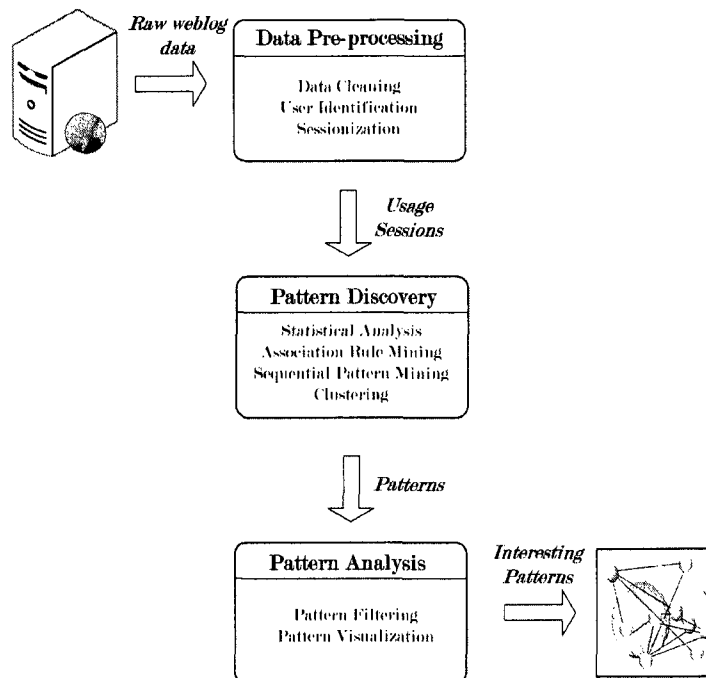 Raw weblog
data
Data Pre-processing
Data Cleaning
User Identification
Sessionization
Usage
Sessions
Pattern Discovery
Statistical Analysis
Association Rule Mining
Sequential Pattern Mining
Clustering
Patterns
Pattern Analysis
Pattern Filtering
Pattern Visualization
Interesting
Patterns